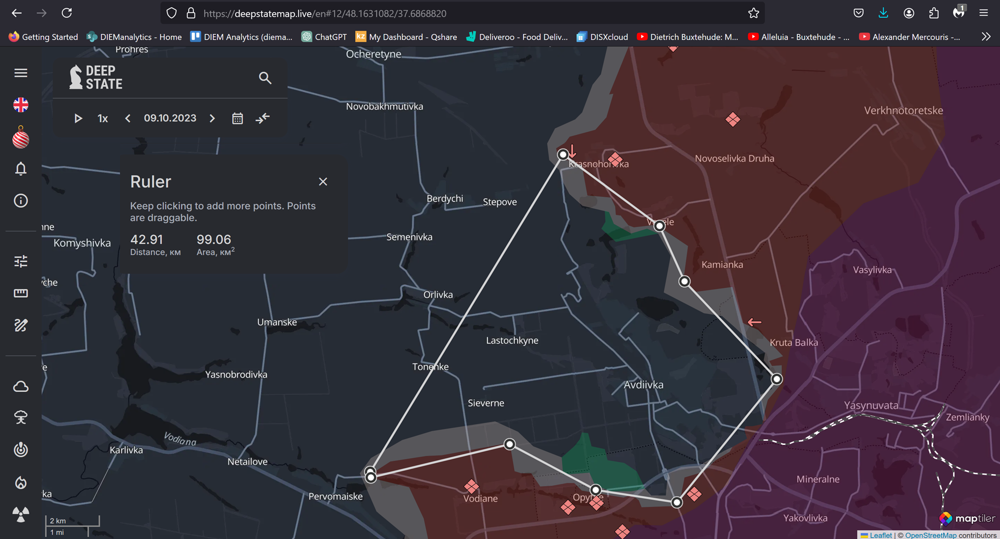 https://deepstatemap.live/en#12/48.1631082/37.6868820
1
Getting Started
DIEManalytics - Home
DIEM Analytics (diema...
ChatGPT
kz My Dashboard - Qshare
Deliveroo - Food Deliv...
DISXcloud
Dietrich Buxtehude: M...
Alleluia - Buxtehude - ...
Alexander Mercouris -...
Prohres
Ocheretyne
DEEP
STATE
1x
09.10.2023
Novobakhmutivka
Verkhnotoretske
Krasnohorivka
Novoselivka Druha
Ruler
Keep clicking to add more points. Points
are draggable.
42.91
99.06
Distance, км
Area, км²
Berdychi
Stepove
Komyshivka
Semenivka
Kamianka
Vasylivka
Orlivka
Umanske
Lastochkyne
Kruta Balka
Tonenke
Yasnobrodivka
Avdiivka
Sieverne
Yasynuvata
Zemlianky
Vodiana
Karlivka
Netailove
Pervomaiske
Vodiane
Mineralne
Yakovlivka
2 km
1 mi
maptiler
Leaflet | © OpenStreetMap contributors